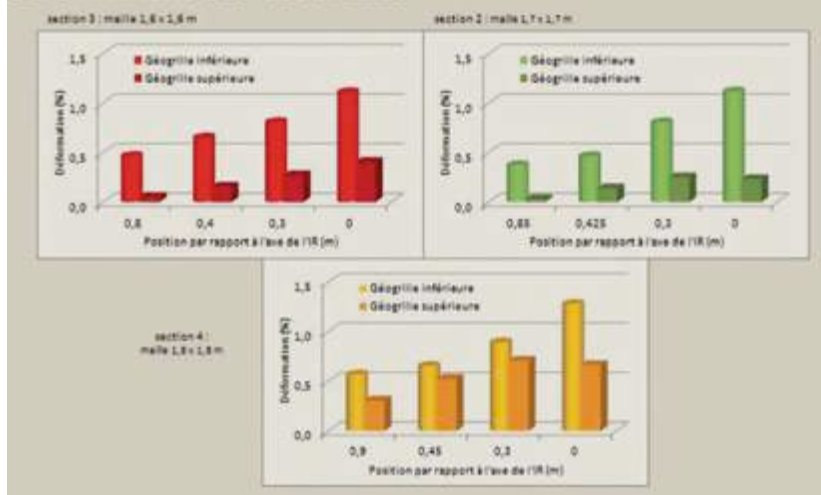 section 3 : maille 1,6 x 1,6 m
section 2 : maille 1,7 x 1,7 m
1,5
1,0
0,5
0,0
Déformation (%)
Géogrille inférieure
Géogrille supérieure
0,8
0,4
0,3
0
Position par rapport à l'axe de l'IR (m)
1,5
1,0
0,5
0,0
Déformation (%)
Géogrille inférieure
Géogrille supérieure
0,85
0,425
0,3
0
Position par rapport à l'axe de l'IR (m)
section 4 :
maille 1,8 x 1,8 m
1,5
1,0
0,5
0,0
Déformation (%)
Géogrille inférieure
Géogrille supérieure
0,9
0,45
0,3
0
Position par rapport à l'axe de l'IR (m)